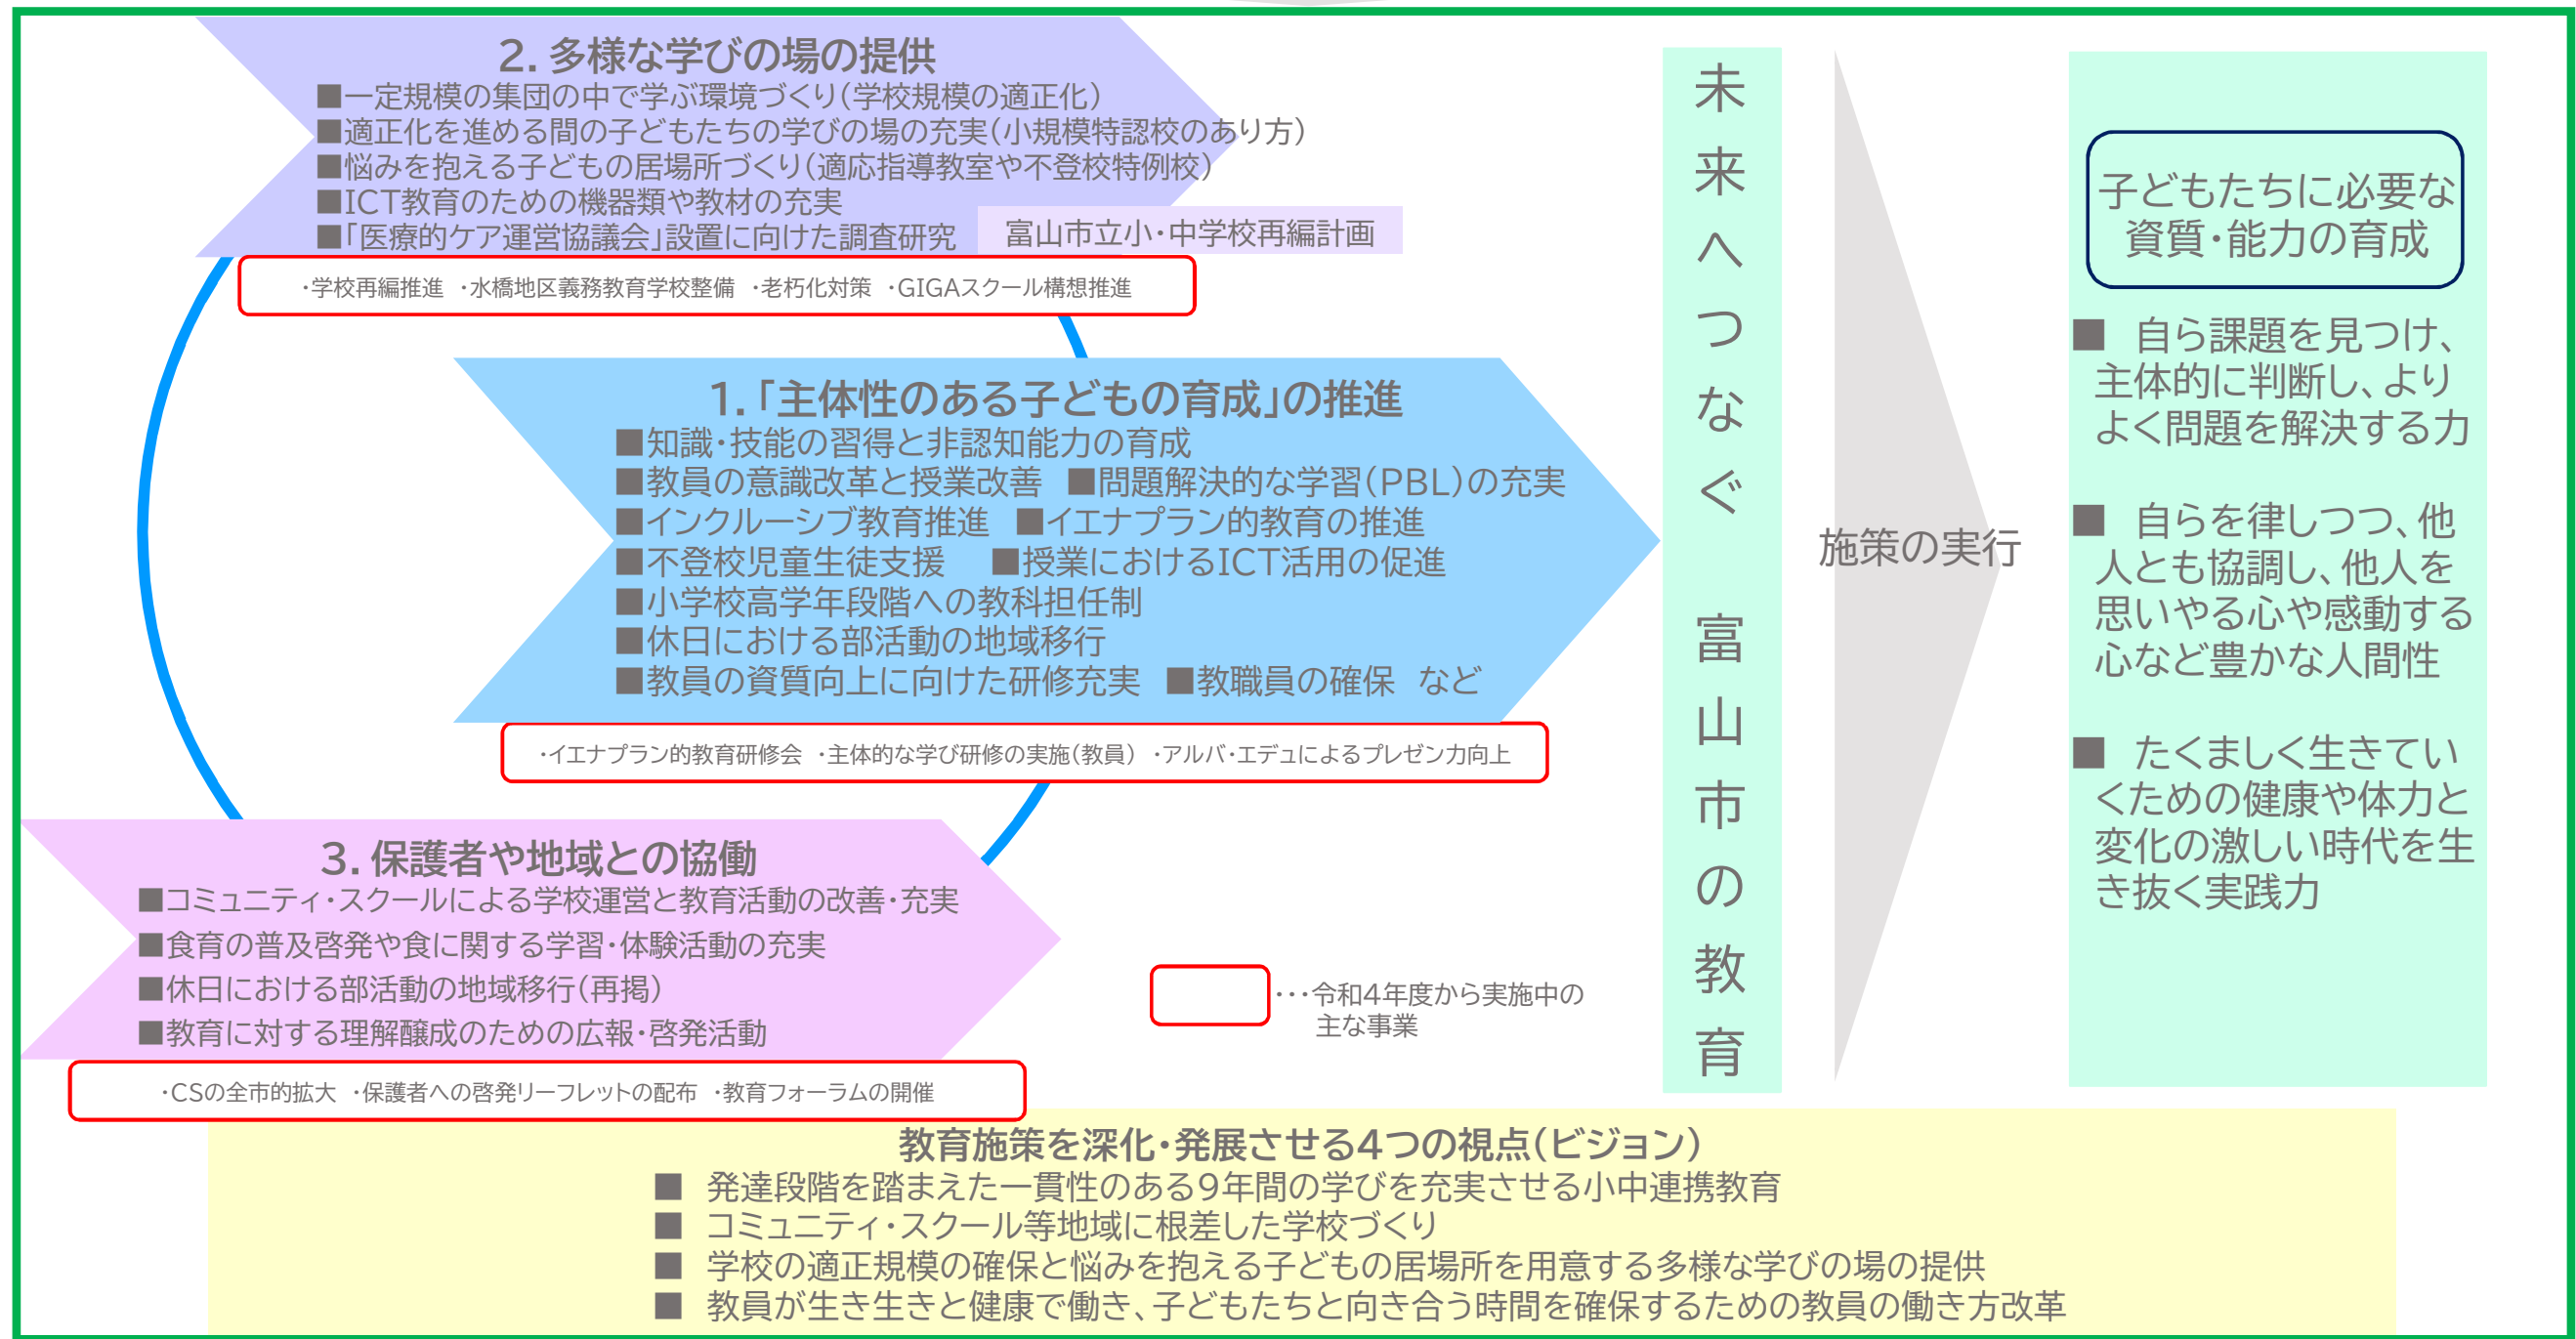 2. 多様な学びの場の提供
■一定規模の集団の中で学ぶ環境づくり(学校規模の適正化)
■適正化を進める間の子どもたちの学びの場の充実(小規模特認校のあり方)
■悩みを抱える子どもの居場所づくり(適応指導教室や不登校特例校)
■ICT教育のための機器類や教材の充実
■「医療的ケア運営協議会」設置に向けた調査研究
富山市立小・中学校再編計画
・学校再編推進 ・水橋地区義務教育学校整備 ・老朽化対策 ・GIGAスクール構想推進
1.「主体性のある子どもの育成」の推進
■知識・技能の習得と非認知能力の育成
■教員の意識改革と授業改善 ■問題解決的な学習(PBL)の充実
■インクルーシブ教育推進 ■イエナプラン的教育の推進
■不登校児童生徒支援 ■授業におけるICT活用の促進
■小学校高学年段階への教科担任制
■休日における部活動の地域移行
■教員の資質向上に向けた研修充実 ■教職員の確保 など
・イエナプラン的教育研修会 ・主体的な学び研修の実施(教員) ・アルバ・エデュによるプレゼン力向上
3. 保護者や地域との協働
■コミュニティ・スクールによる学校運営と教育活動の改善・充実
■食育の普及啓発や食に関する学習・体験活動の充実
■休日における部活動の地域移行(再掲)
■教育に対する理解醸成のための広報・啓発活動
・CSの全市的拡大 ・保護者への啓発リーフレットの配布 ・教育フォーラムの開催
・・・令和4年度から実施中の
主な事業
未来へつなぐ 富山市の教育
施策の実行
子どもたちに必要な
資質・能力の育成
■ 自ら課題を見つけ、
主体的に判断し、より
よく問題を解決する力
■ 自らを律しつつ、他
人とも協調し、他人を
思いやる心や感動する
心など豊かな人間性
■ たくましく生きてい
くための健康や体力と
変化の激しい時代を生
き抜く実践力
教育施策を深化・発展させる4つの視点(ビジョン)
■ 発達段階を踏まえた一貫性のある9年間の学びを充実させる小中連携教育
■ コミュニティ・スクール等地域に根差した学校づくり
■ 学校の適正規模の確保と悩みを抱える子どもの居場所を用意する多様な学びの場の提供
■ 教員が生き生きと健康で働き、子どもたちと向き合う時間を確保するための教員の働き方改革